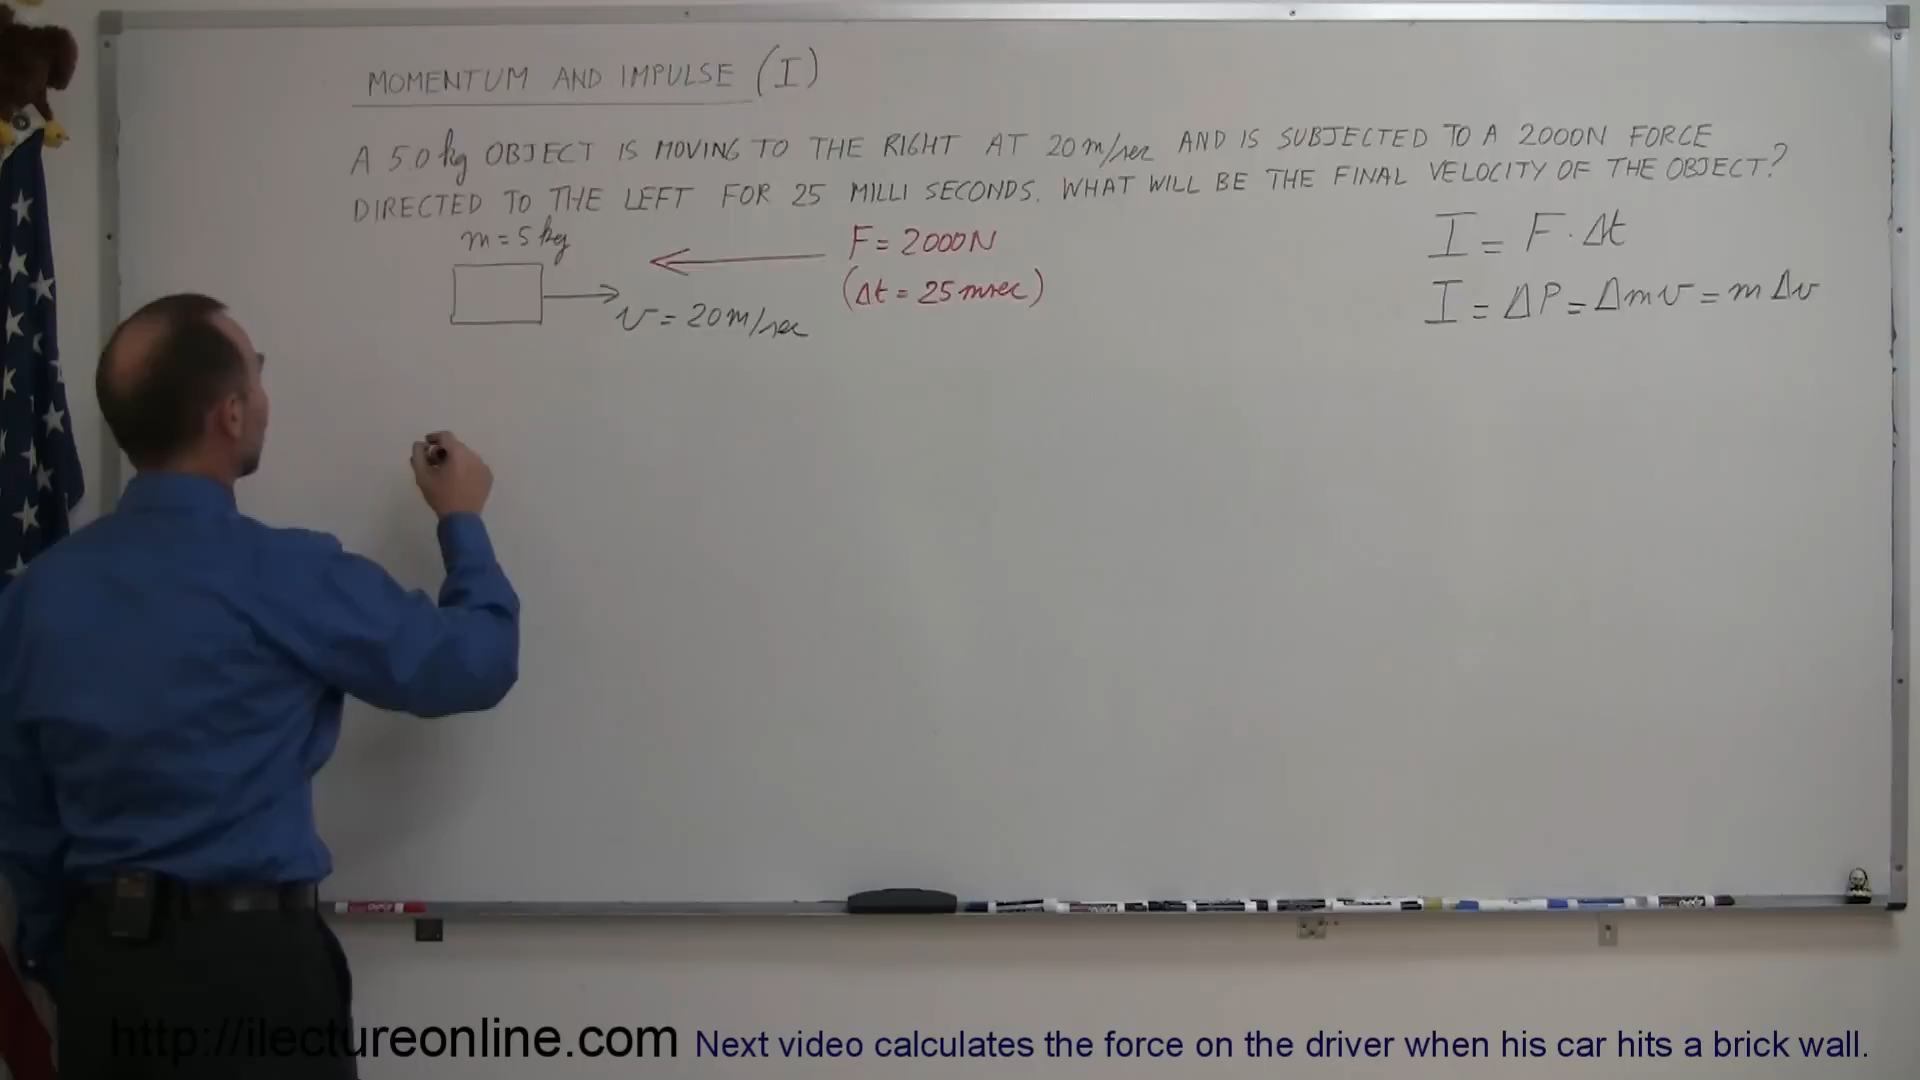 MOMENTUM AND IMPULSE (I)
A 5.0 kg OBJECT IS MOVING TO THE RIGHT AT 20 m/sec AND IS SUBJECTED TO A 2000N FORCE
DIRECTED TO THE LEFT FOR 25 MILLI SECONDS. WHAT WILL BE THE FINAL VELOCITY OF THE OBJECT?
m = 5 kg
F = 2000N
(Δt = 25 msec)
v = 20 m/sec
I = F · Δt
I = ΔP = Δmv = mΔv
http://ilectureonline.com Next video calculates the force on the driver when his car hits a brick wall.